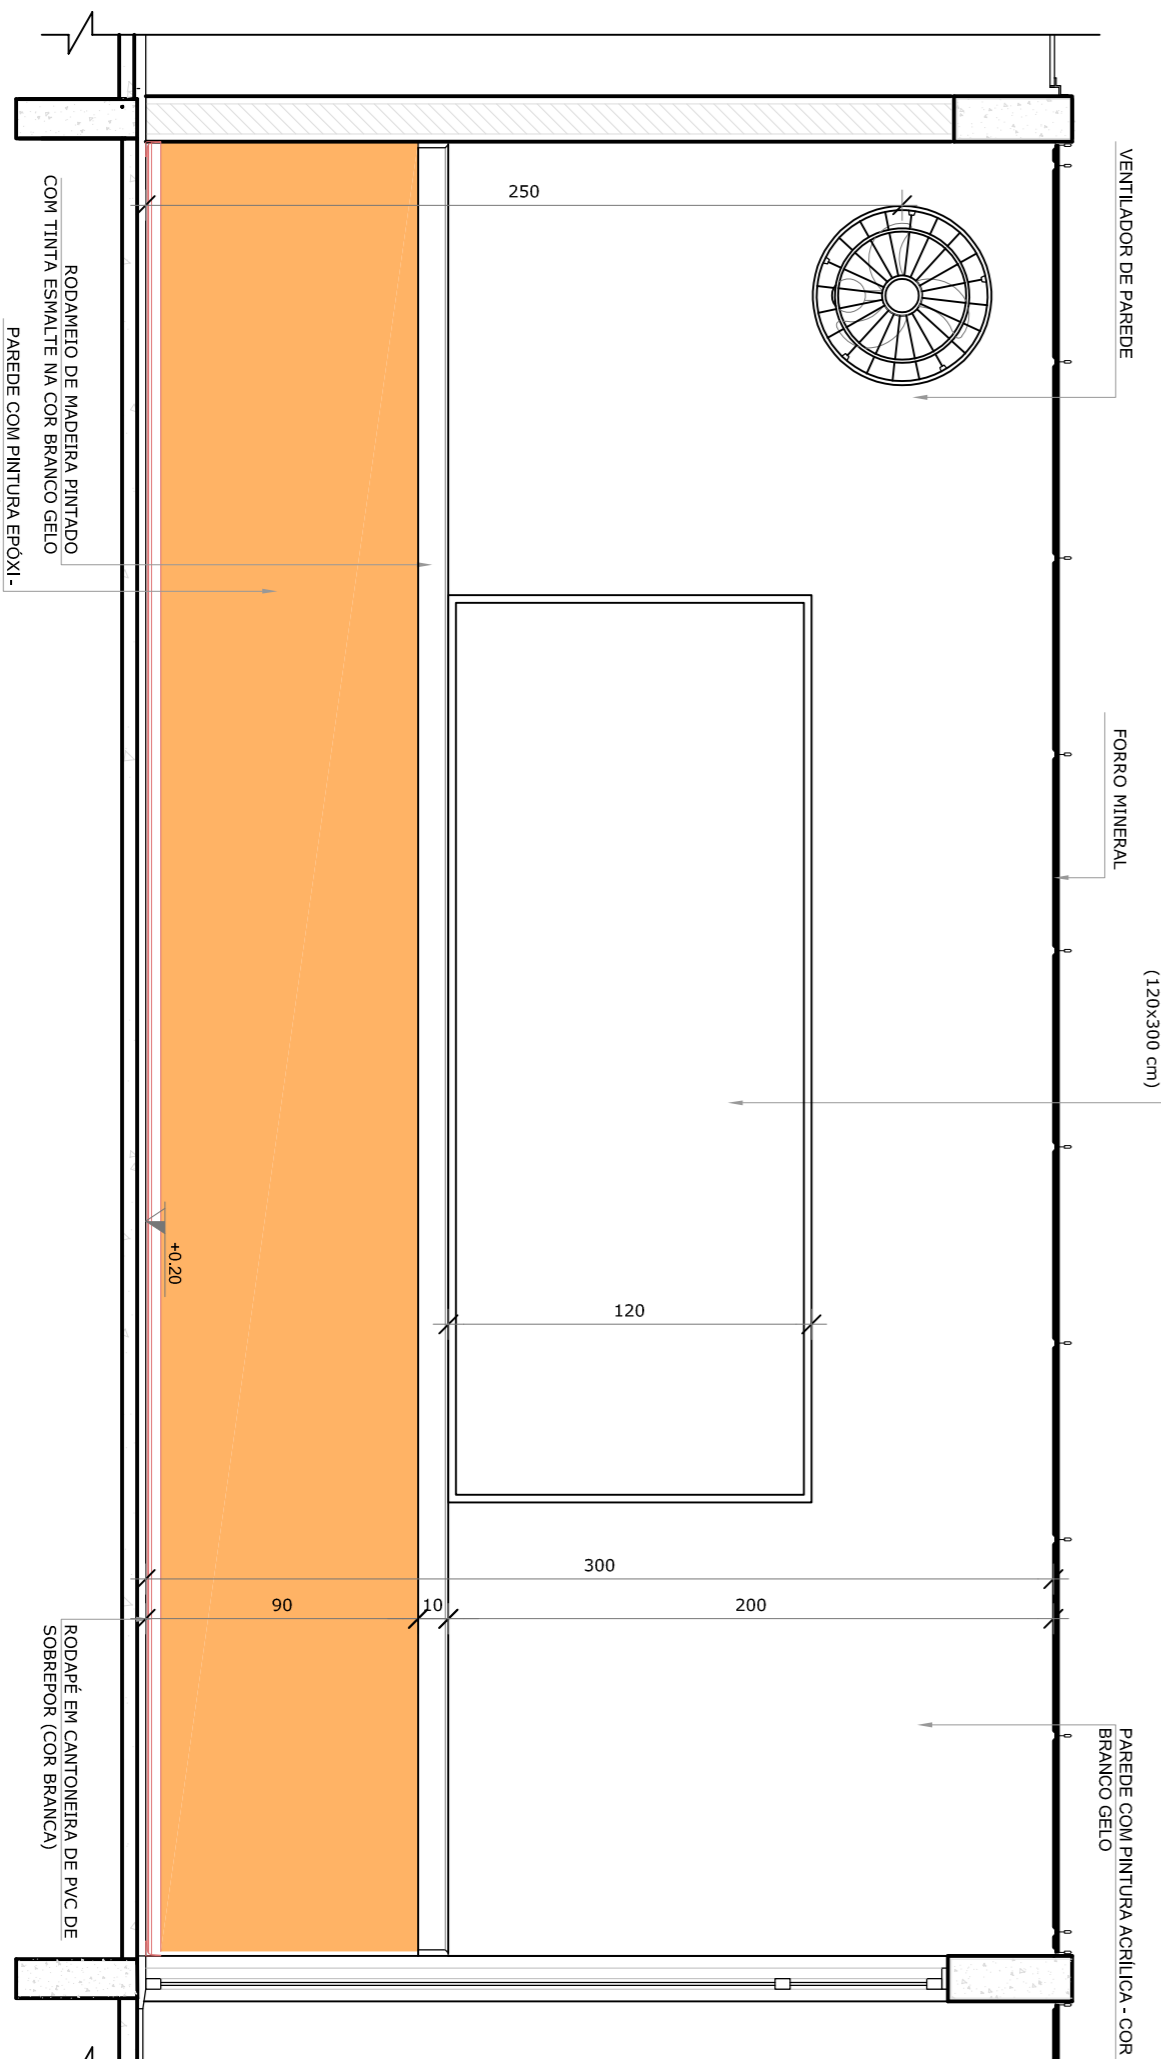 VENTILADOR DE PAREDE
FORRO MINERAL
(120x300 cm)
PAREDE COM PINTURA ACRÍLICA - COR
BRANCO GELO
250
120
300
90
10
200
+0.20
RODAMEIO DE MADEIRA PINTADO
COM TINTA ESMALTE NA COR BRANCO GELO
PAREDE COM PINTURA EPÓXI -
RODAPÉ EM CANTONEIRA DE PVC DE
SOBREPOR (COR BRANCA)